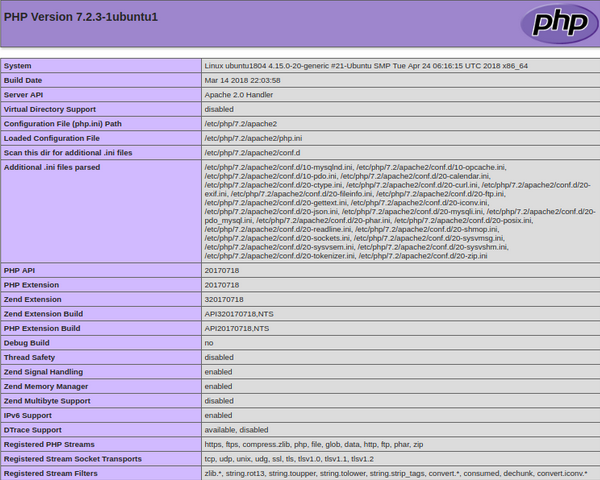 PHP Version 7.2.3-1ubuntu1
php
System Linux ubuntu1804 4.15.0-20-generic #21-Ubuntu SMP Tue Apr 24 06:16:15 UTC 2018 x86_64
Build Date Mar 14 2018 22:03:58
Server API Apache 2.0 Handler
Virtual Directory Support disabled
Configuration File (php.ini) Path /etc/php/7.2/apache2
Loaded Configuration File /etc/php/7.2/apache2/php.ini
Scan this dir for additional .ini files /etc/php/7.2/apache2/conf.d
Additional .ini files parsed /etc/php/7.2/apache2/conf.d/10-mysqlnd.ini, /etc/php/7.2/apache2/conf.d/10-opcache.ini,
/etc/php/7.2/apache2/conf.d/10-pdo.ini, /etc/php/7.2/apache2/conf.d/20-calendar.ini,
/etc/php/7.2/apache2/conf.d/20-ctype.ini, /etc/php/7.2/apache2/conf.d/20-curl.ini, /etc/php/7.2/apache2/conf.d/20-
exif.ini, /etc/php/7.2/apache2/conf.d/20-fileinfo.ini, /etc/php/7.2/apache2/conf.d/20-ftp.ini,
/etc/php/7.2/apache2/conf.d/20-gettext.ini, /etc/php/7.2/apache2/conf.d/20-iconv.ini,
/etc/php/7.2/apache2/conf.d/20-json.ini, /etc/php/7.2/apache2/conf.d/20-mysqli.ini, /etc/php/7.2/apache2/conf.d/20-
pdo_mysql.ini, /etc/php/7.2/apache2/conf.d/20-phar.ini, /etc/php/7.2/apache2/conf.d/20-posix.ini,
/etc/php/7.2/apache2/conf.d/20-readline.ini, /etc/php/7.2/apache2/conf.d/20-shmop.ini,
/etc/php/7.2/apache2/conf.d/20-sockets.ini, /etc/php/7.2/apache2/conf.d/20-sysvmsg.ini,
/etc/php/7.2/apache2/conf.d/20-sysvsem.ini, /etc/php/7.2/apache2/conf.d/20-sysvshm.ini,
/etc/php/7.2/apache2/conf.d/20-tokenizer.ini, /etc/php/7.2/apache2/conf.d/20-zip.ini
PHP API 20170718
PHP Extension 20170718
Zend Extension 320170718
Zend Extension Build API320170718,NTS
PHP Extension Build API20170718,NTS
Debug Build no
Thread Safety disabled
Zend Signal Handling enabled
Zend Memory Manager enabled
Zend Multibyte Support disabled
IPv6 Support enabled
DTrace Support available, disabled
Registered PHP Streams https, ftps, compress.zlib, php, file, glob, data, http, ftp, phar, zip
Registered Stream Socket Transports tcp, udp, unix, udg, ssl, tls, tlsv1.0, tlsv1.1, tlsv1.2
Registered Stream Filters zlib.*, string.rot13, string.toupper, string.tolower, string.strip_tags, convert.*, consumed, dechunk, convert.iconv.*